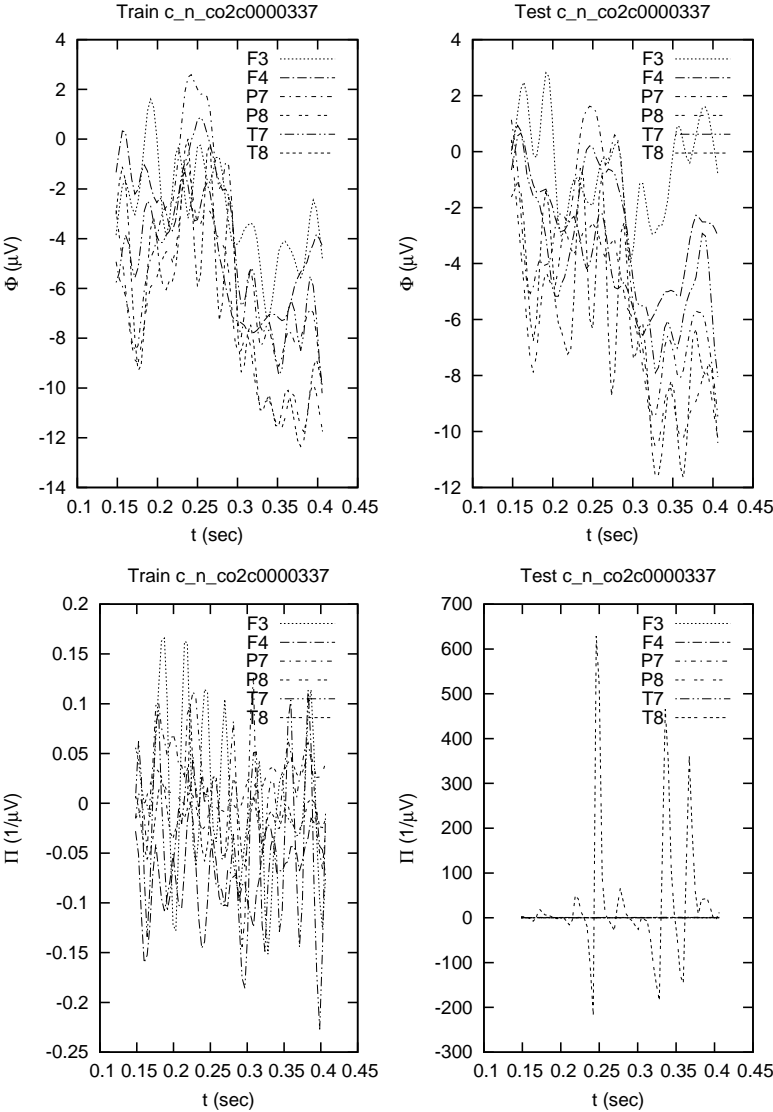 Train c_n_co2c0000337
4
2
0
-2
-4
-6
-8
-10
-12
-14
0.1 0.15 0.2 0.25 0.3 0.35 0.4 0.45
Φ (μV)
t (sec)
F3
F4
P7
P8
T7
T8
Test c_n_co2c0000337
4
2
0
-2
-4
-6
-8
-10
-12
0.1 0.15 0.2 0.25 0.3 0.35 0.4 0.45
Φ (μV)
t (sec)
F3
F4
P7
P8
T7
T8
Train c_n_co2c0000337
0.2
0.15
0.1
0.05
0
-0.05
-0.1
-0.15
-0.2
-0.25
0.1 0.15 0.2 0.25 0.3 0.35 0.4 0.45
Π (1/μV)
t (sec)
F3
F4
P7
P8
T7
T8
Test c_n_co2c0000337
700
600
500
400
300
200
100
0
-100
-200
-300
0.1 0.15 0.2 0.25 0.3 0.35 0.4 0.45
Π (1/μV)
t (sec)
F3
F4
P7
P8
T7
T8